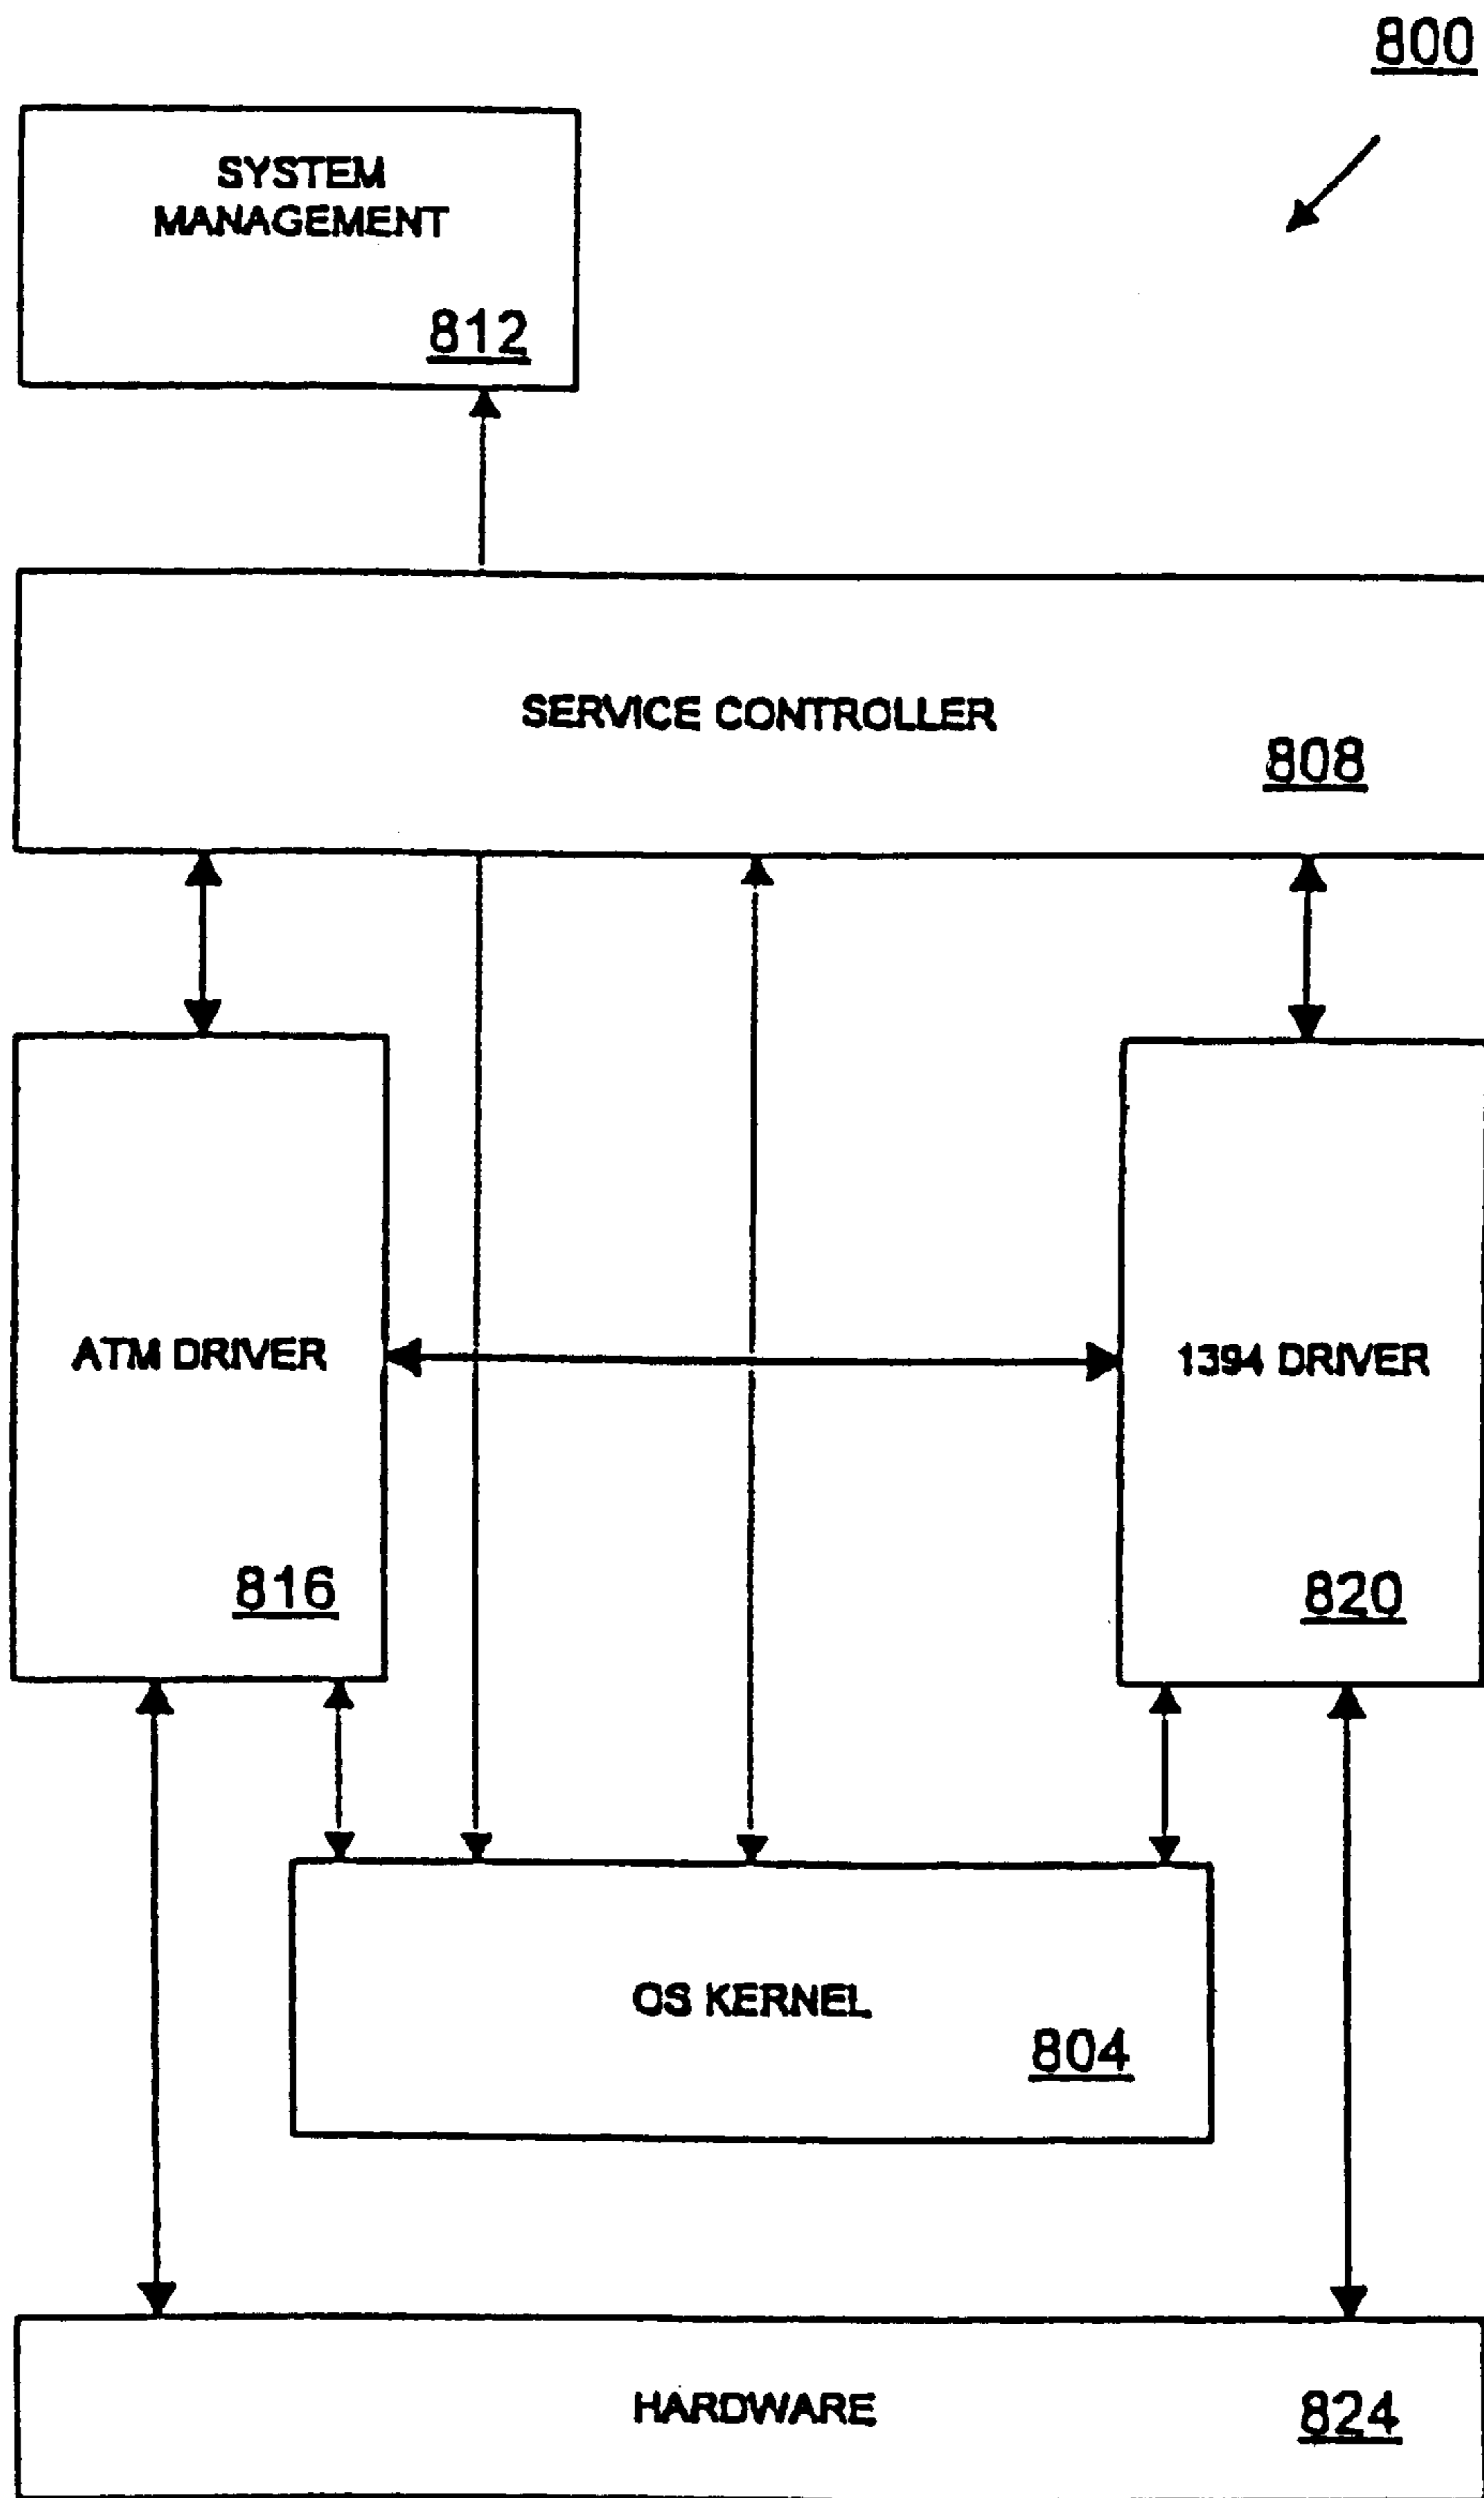 800
SYSTEM
MANAGEMENT
812
SERVICE CONTROLLER
808
ATM DRIVER
1394 DRIVER
816
820
OS KERNEL
804
HARDWARE
824